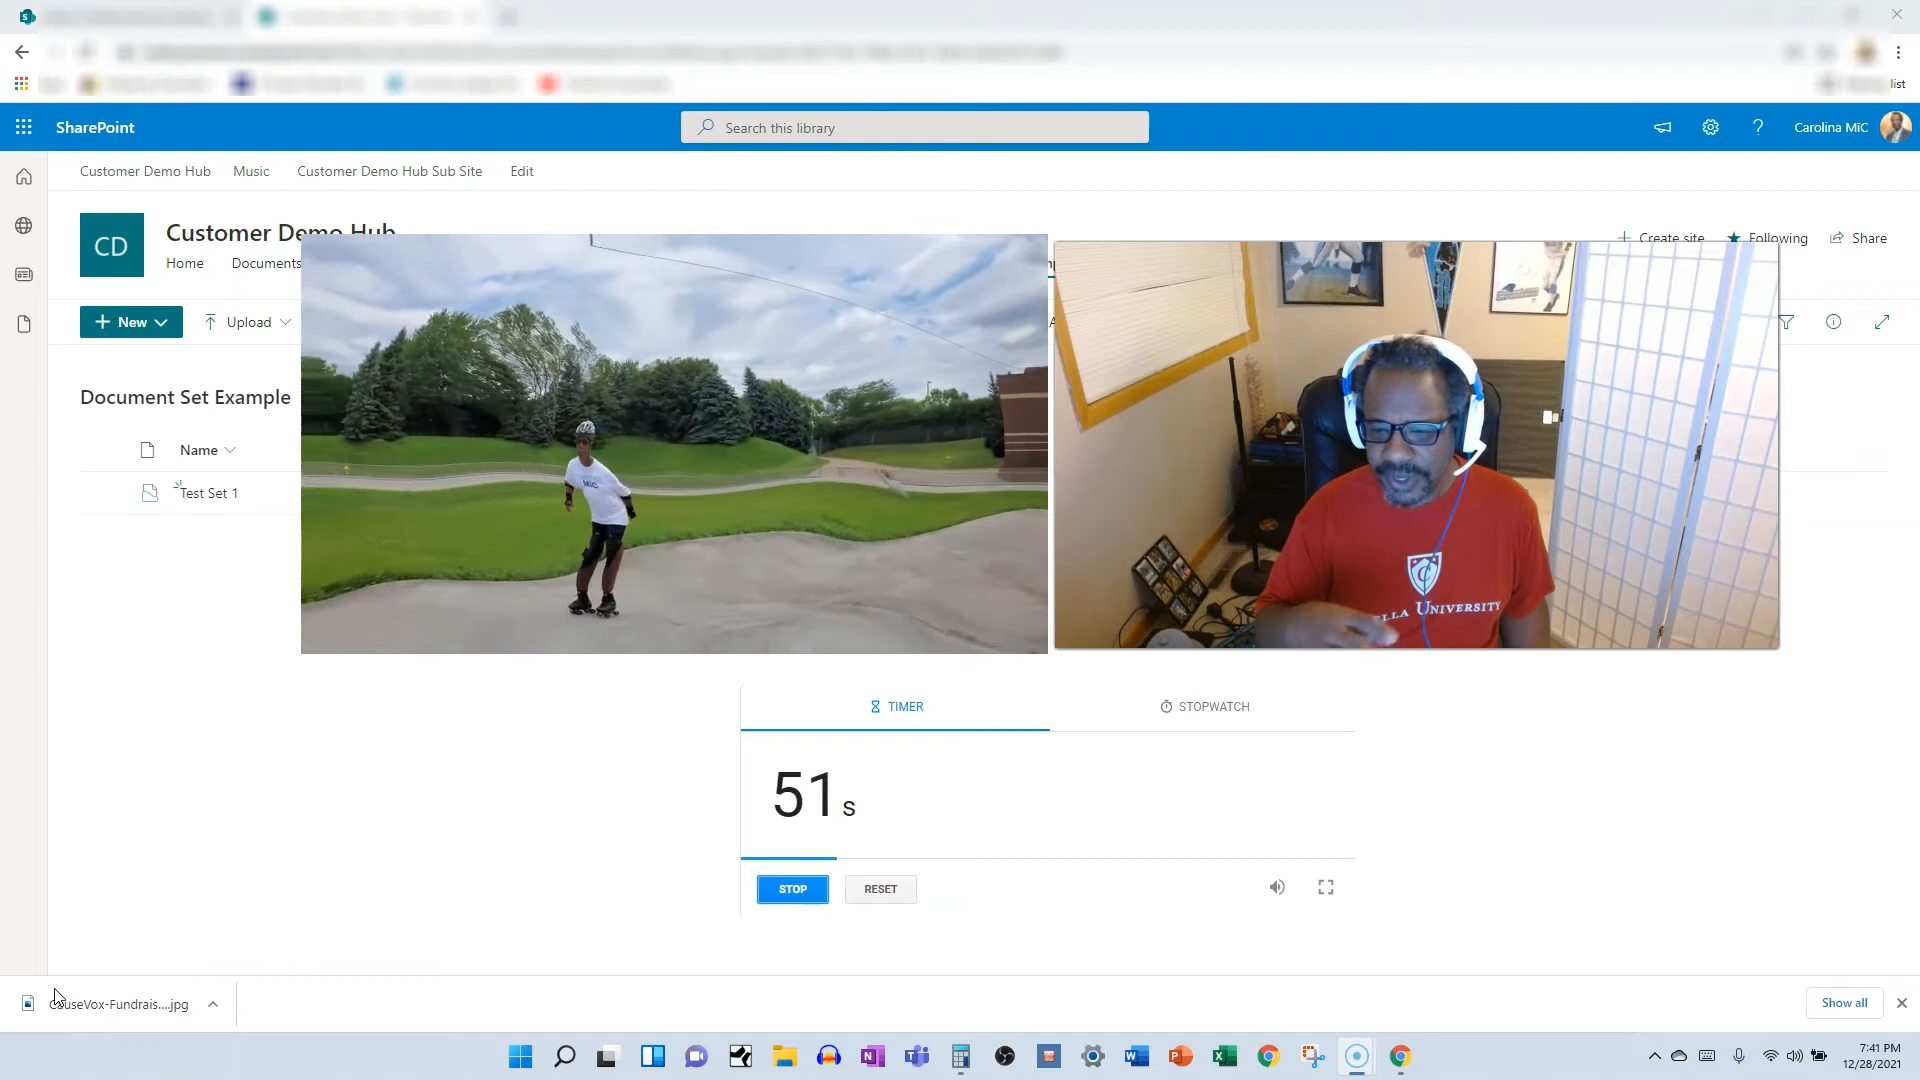 list
SharePoint
Search this library
Carolina MiC
Customer Demo Hub
Music
Customer Demo Hub Sub Site
Edit
CD
Customer Demo Hub
Home
Documents
Create site
Following
Share
New
Upload
Document Set Example
Name
Test Set 1
MIC
C
ELLA UNIVERSITY
TIMER
STOPWATCH
51 s
STOP
RESET
CauseVox-Fundrais....jpg
Show all
7:41 PM
12/28/2021